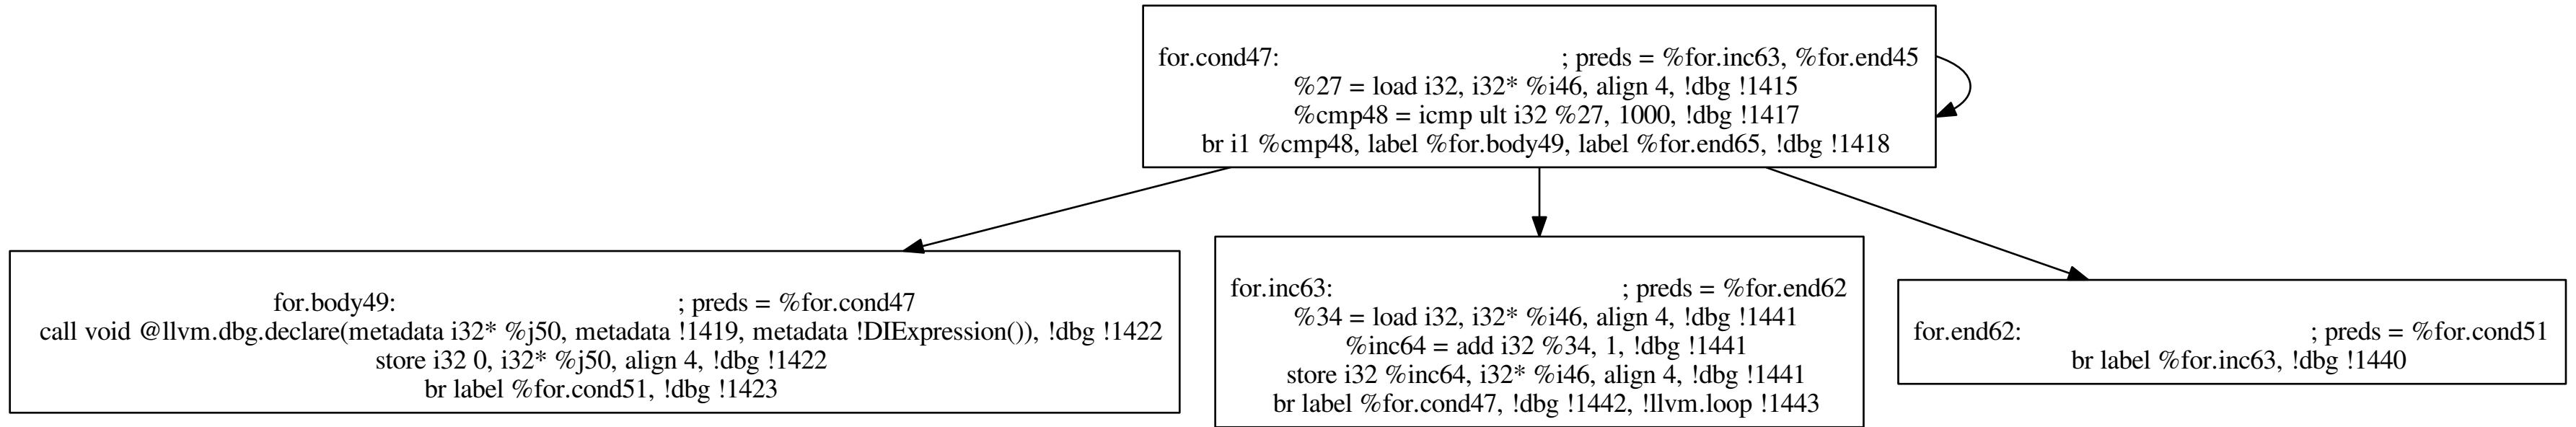 for.cond47: ; preds = %for.inc63, %for.end45
%27 = load i32, i32* %i46, align 4, !dbg !1415
%cmp48 = icmp ult i32 %27, 1000, !dbg !1417
br i1 %cmp48, label %for.body49, label %for.end65, !dbg !1418
for.body49: ; preds = %for.cond47
call void @llvm.dbg.declare(metadata i32* %j50, metadata !1419, metadata !DIExpression()), !dbg !1422
store i32 0, i32* %j50, align 4, !dbg !1422
br label %for.cond51, !dbg !1423
for.inc63: ; preds = %for.end62
%34 = load i32, i32* %i46, align 4, !dbg !1441
%inc64 = add i32 %34, 1, !dbg !1441
store i32 %inc64, i32* %i46, align 4, !dbg !1441
br label %for.cond47, !dbg !1442, !llvm.loop !1443
for.end62: ; preds = %for.cond51
br label %for.inc63, !dbg !1440